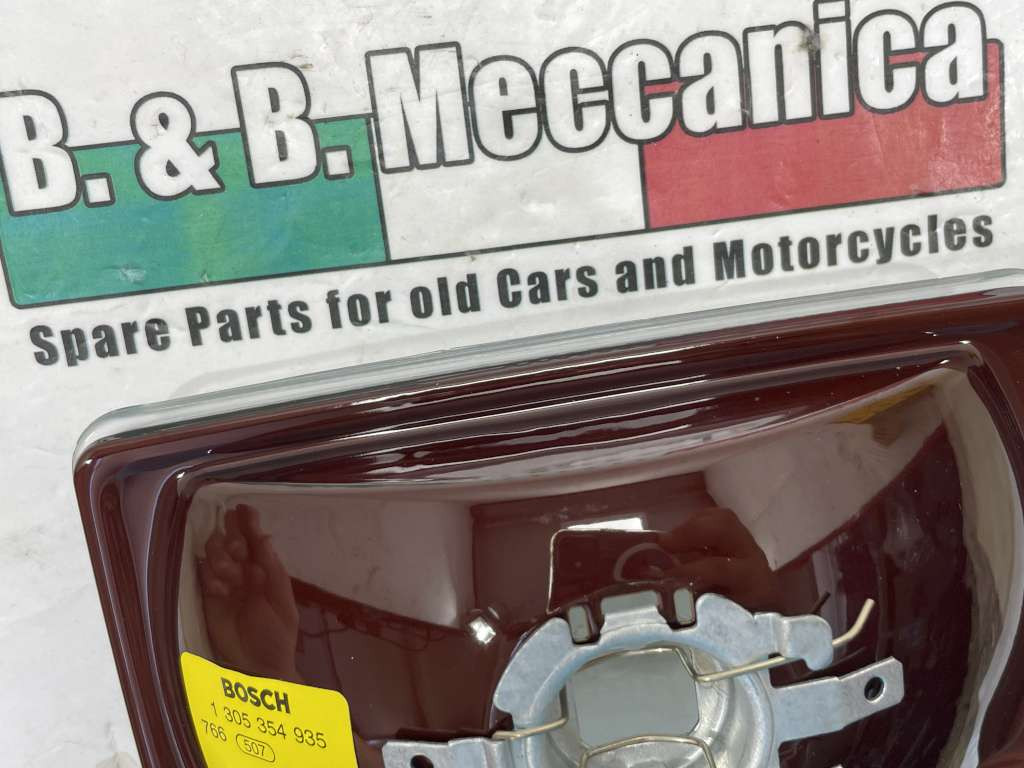 B. & B. Meccanica
Spare Parts for old Cars and Motorcycles
BOSCH
1 305 354 935
766 507